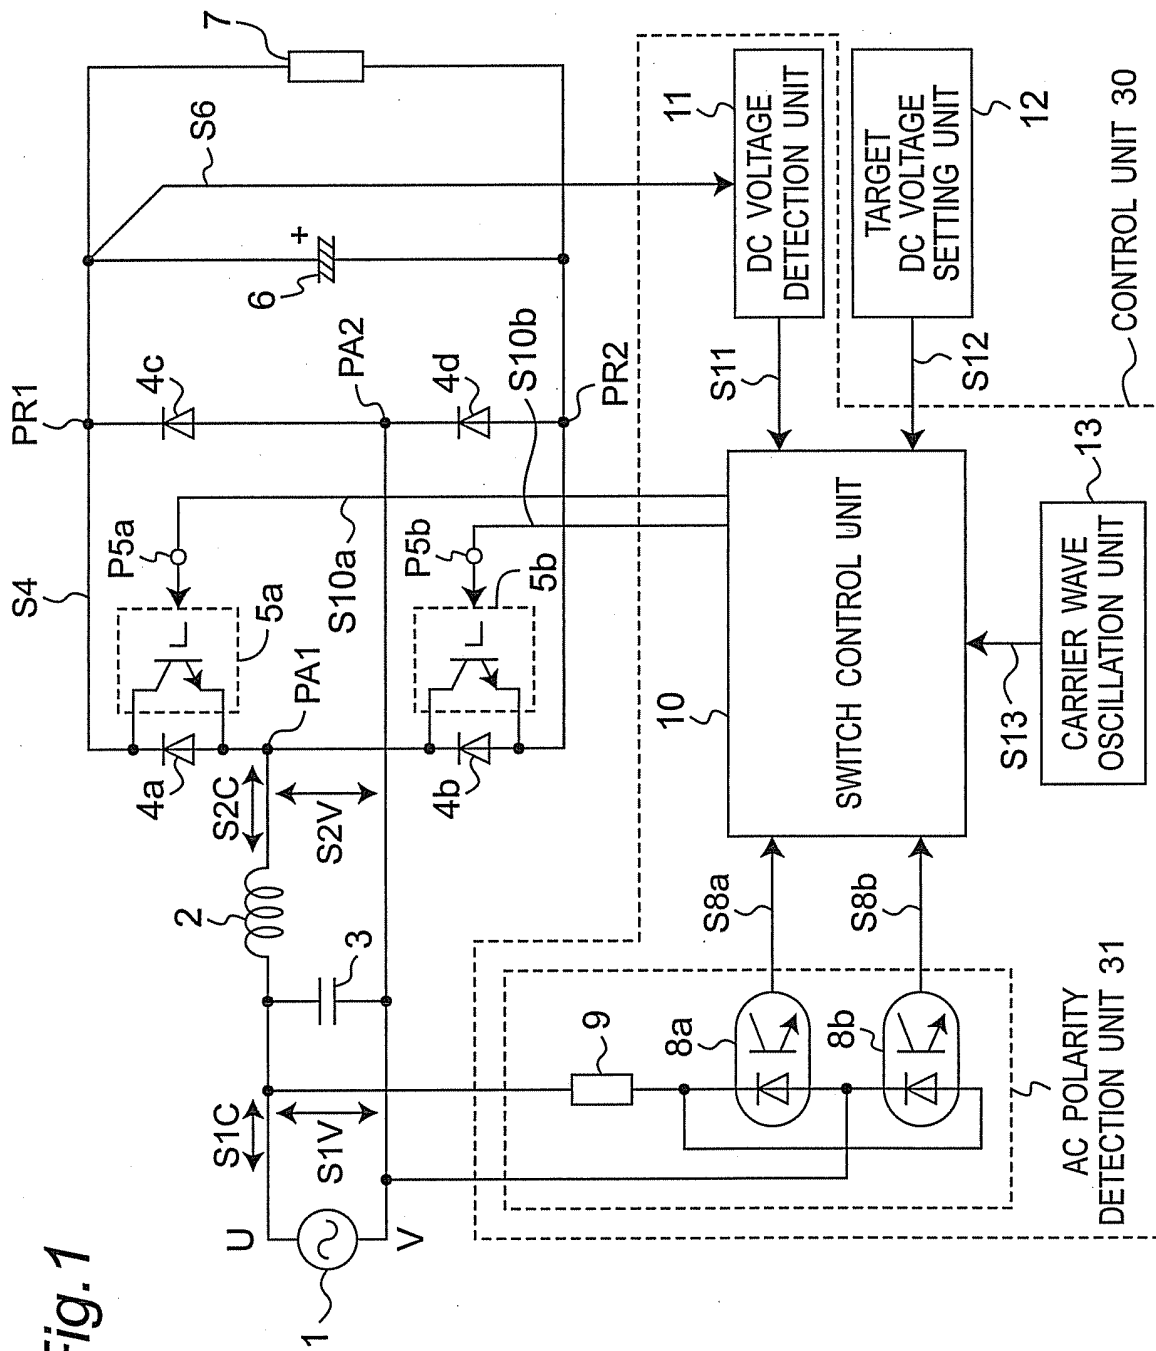 Fig.1
1
U
V
S1C
S1V
2
3
S2C
S2V
PA1
4a
4b
S4
5a
5b
P5a
P5b
S10a
S10b
PR1
4c
PA2
4d
PR2
6
+
S6
7
9
8a
8b
S8a
S8b
AC POLARITY
DETECTION UNIT 31
10
SWITCH CONTROL UNIT
S11
S12
11
DC VOLTAGE
DETECTION UNIT
TARGET
DC VOLTAGE
SETTING UNIT
12
S13
CARRIER WAVE
OSCILLATION UNIT
13
CONTROL UNIT 30